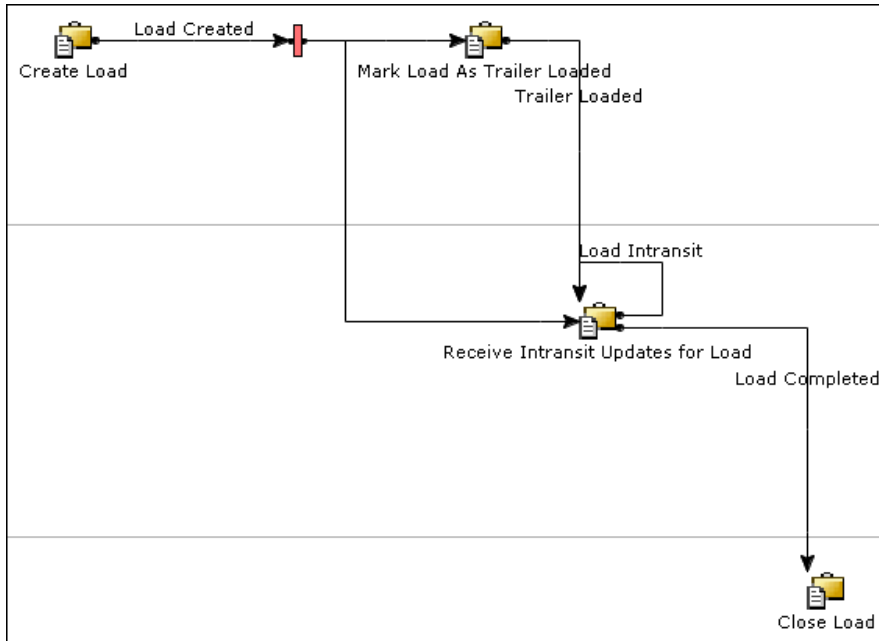 Load Created
Create Load
Mark Load As Trailer Loaded
Trailer Loaded
Load Intransit
Receive Intransit Updates for Load
Load Completed
Close Load